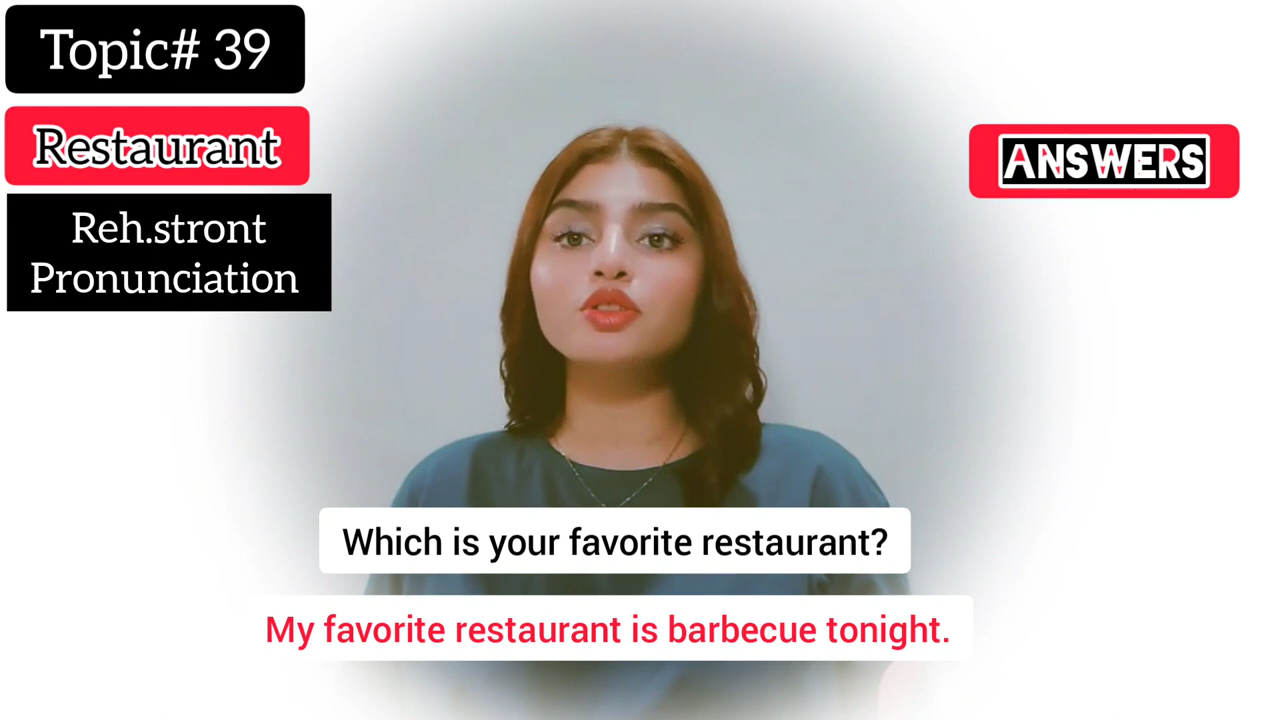 Topic# 39
Restaurant
Reh.stront
Pronunciation
ANSWERS
Which is your favorite restaurant?
My favorite restaurant is barbecue tonight.